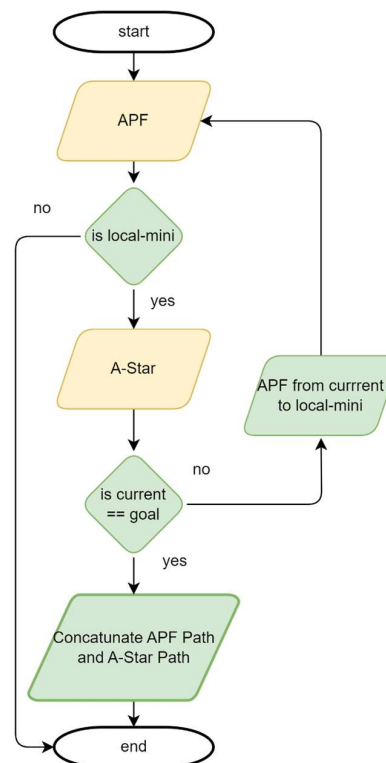 start
APF
no
is local-mini
yes
A-Star
APF from currrent
to local-mini
no
is current
== goal
yes
Concatunate APF Path
and A-Star Path
end